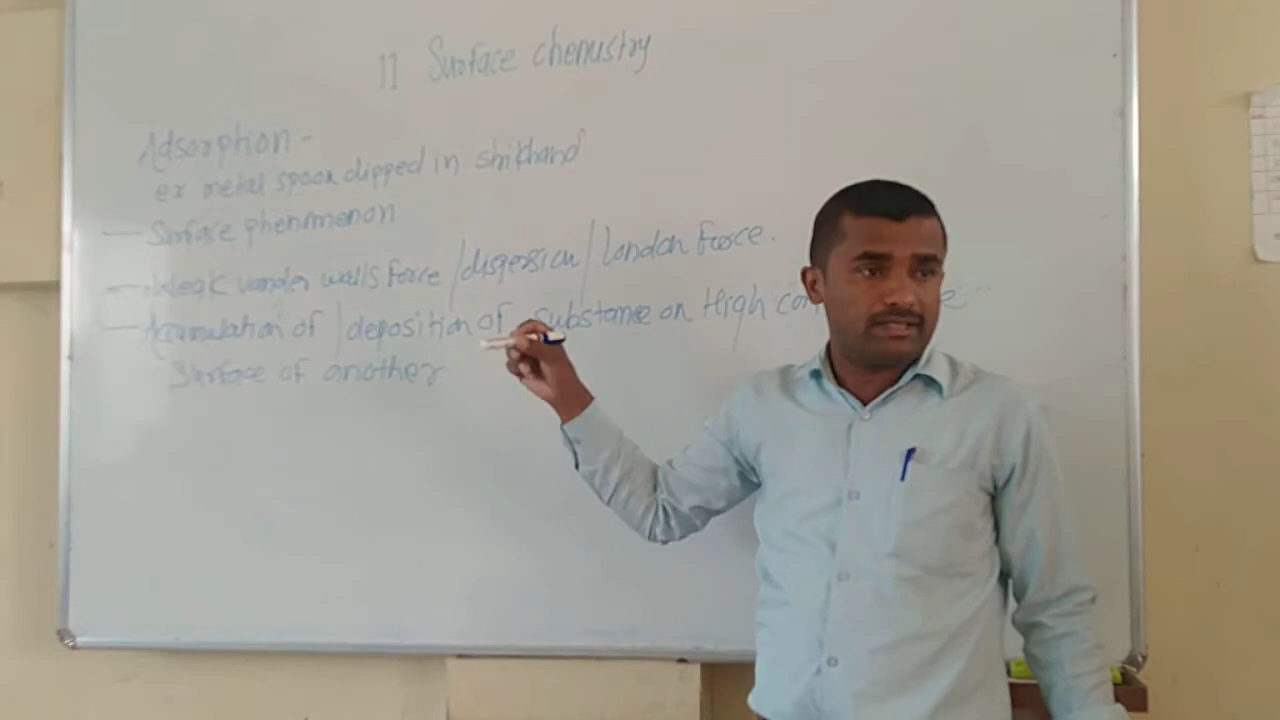 11 Surface chemistry
Adsorption -
ex metal spoon dipped in shikhand
— Surface phenomenon
— Weak vander walls force / dispersion / London Force.
— Accumulation of / deposition of substance on High con
Surface of another